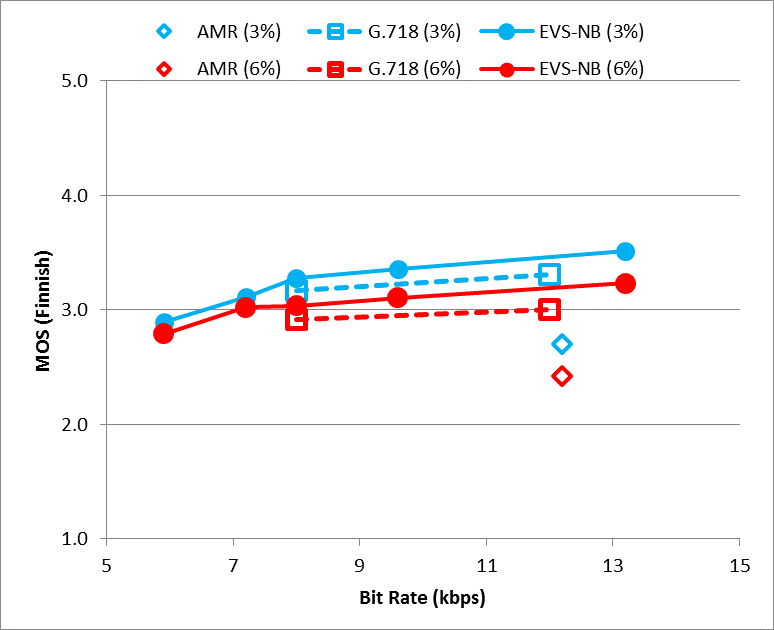 AMR (3%) G.718 (3%) EVS-NB (3%)
AMR (6%) G.718 (6%) EVS-NB (6%)
5.0
4.0
3.0
2.0
1.0
MOS (Finnish)
5 7 9 11 13 15
Bit Rate (kbps)